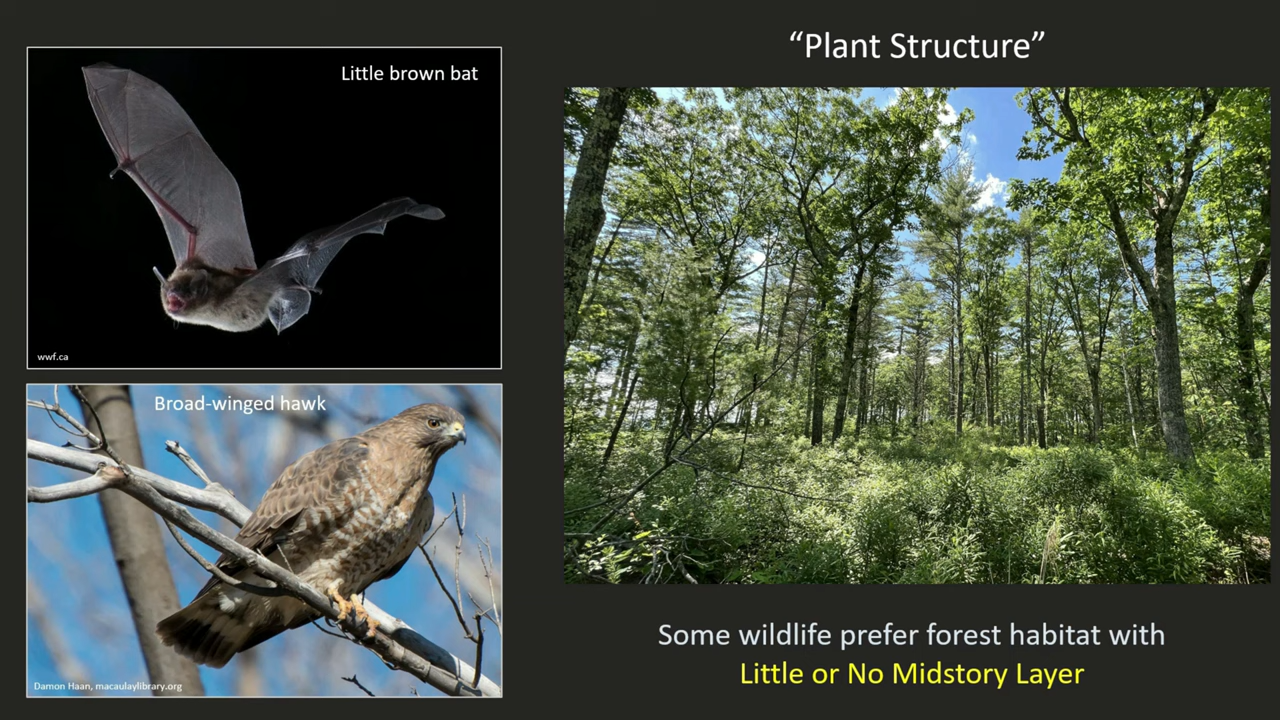 “Plant Structure”
Little brown bat
wwf.ca
Broad-winged hawk
Damon Haan, macaulaylibrary.org
Some wildlife prefer forest habitat with
Little or No Midstory Layer